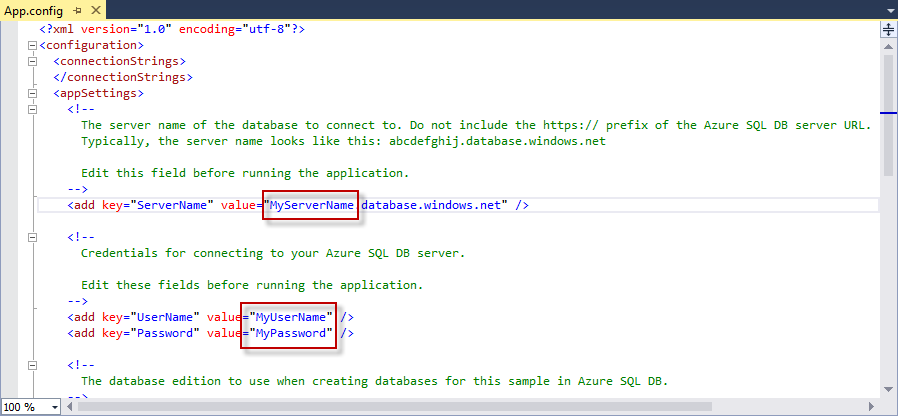 App.config
<?xml version="1.0" encoding="utf-8"?>
<configuration>
<connectionStrings>
</connectionStrings>
<appSettings>
<!--
The server name of the database to connect to. Do not include the https:// prefix of the Azure SQL DB server URL.
Typically, the server name looks like this: abcdefghij.database.windows.net
Edit this field before running the application.
-->
<add key="ServerName" value="MyServerName.database.windows.net" />
<!--
Credentials for connecting to your Azure SQL DB server.
Edit these fields before running the application.
-->
<add key="UserName" value="MyUserName" />
<add key="Password" value="MyPassword" />
<!--
The database edition to use when creating databases for this sample in Azure SQL DB.
-->
100 %